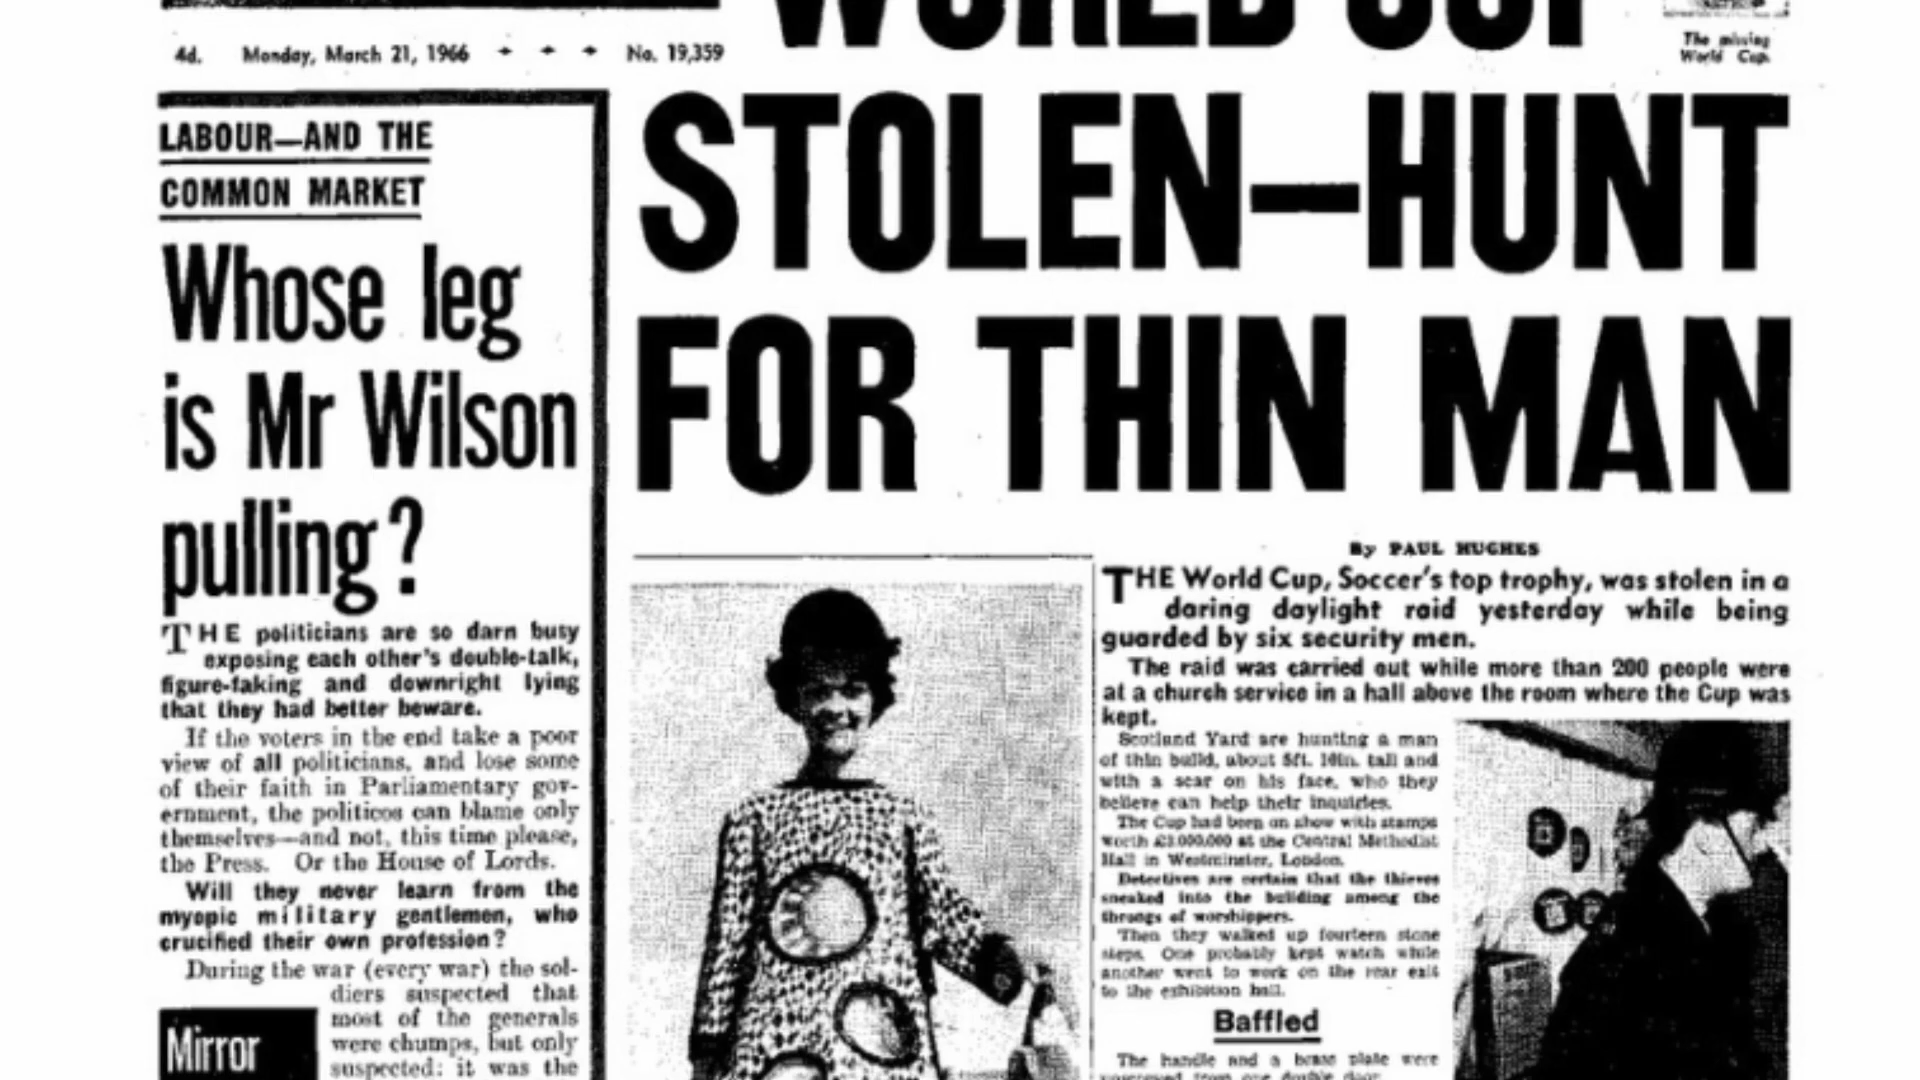 WORLD CUP
The missing
World Cup.
4d. Monday, March 21, 1966 No. 19,359
STOLEN—HUNT
FOR THIN MAN
LABOUR—AND THE
COMMON MARKET
Whose leg
is Mr Wilson
pulling?
THE politicians are so darn busy
exposing each other's double-talk,
figure-faking and downright lying
that they had better beware.
If the voters in the end take a poor
view of all politicians, and lose some
of their faith in Parliamentary gov-
ernment, the politicos can blame only
themselves—and not, this time please,
the Press. Or the House of Lords.
Will they never learn from the
myopic military gentlemen, who
crucified their own profession?
During the war (every war) the sol-
diers suspected that
most of the generals
were chumps, but only
suspected: it was the
Mirror
By PAUL HUGHES
THE World Cup, Soccer's top trophy, was stolen in a
daring daylight raid yesterday while being
guarded by six security men.
The raid was carried out while more than 200 people were
at a church service in a hall above the room where the Cup was
kept.
Scotland Yard are hunting a man
of thin build, about 5ft. 10in. tall and
with a scar on his face, who they
believe can help their inquiries.
The Cup had been on show with stamps
worth £3,000,000 at the Central Methodist
Hall in Westminster, London.
Detectives are certain that the thieves
sneaked into the building among the
throngs of worshippers.
Then they walked up fourteen stone
steps. One probably kept watch while
another went to work on the rear exit
to the exhibition hall.
Baffled
The handle and a brass plate were
from one double door